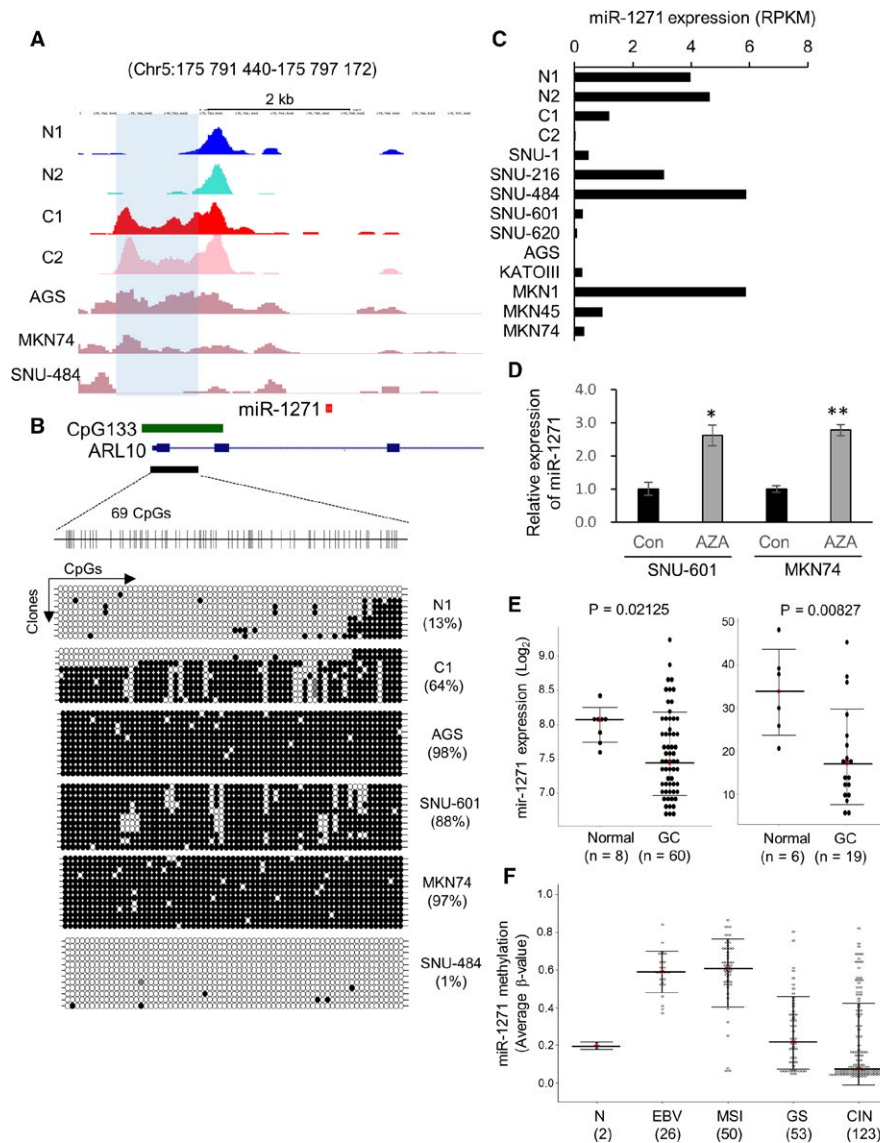 A
(Chr5:175 791 440-175 797 172)
2 kb
N1
N2
C1
C2
AGS
MKN74
SNU-484
miR-1271
B
CpG133
ARL10
69 CpGs
CpGs
Clones
N1
(13%)
C1
(64%)
AGS
(98%)
SNU-601
(88%)
MKN74
(97%)
SNU-484
(1%)
C
miR-1271 expression (RPKM)
0 2 4 6 8
N1
N2
C1
C2
SNU-1
SNU-216
SNU-484
SNU-601
SNU-620
AGS
KATOIII
MKN1
MKN45
MKN74
D
Relative expression
of miR-1271
4.0
3.0
2.0
1.0
0.0
* **
Con AZA Con AZA
SNU-601 MKN74
E
P = 0.02125 P = 0.00827
mir-1271 expression (Log2)
9.0
8.5
8.0
7.5
7.0
50
40
30
20
10
Normal GC Normal GC
(n = 8) (n = 60) (n = 6) (n = 19)
F
miR-1271 methylation
(Average β-value)
1.0
0.8
0.6
0.4
0.2
0.0
N EBV MSI GS CIN
(2) (26) (50) (53) (123)